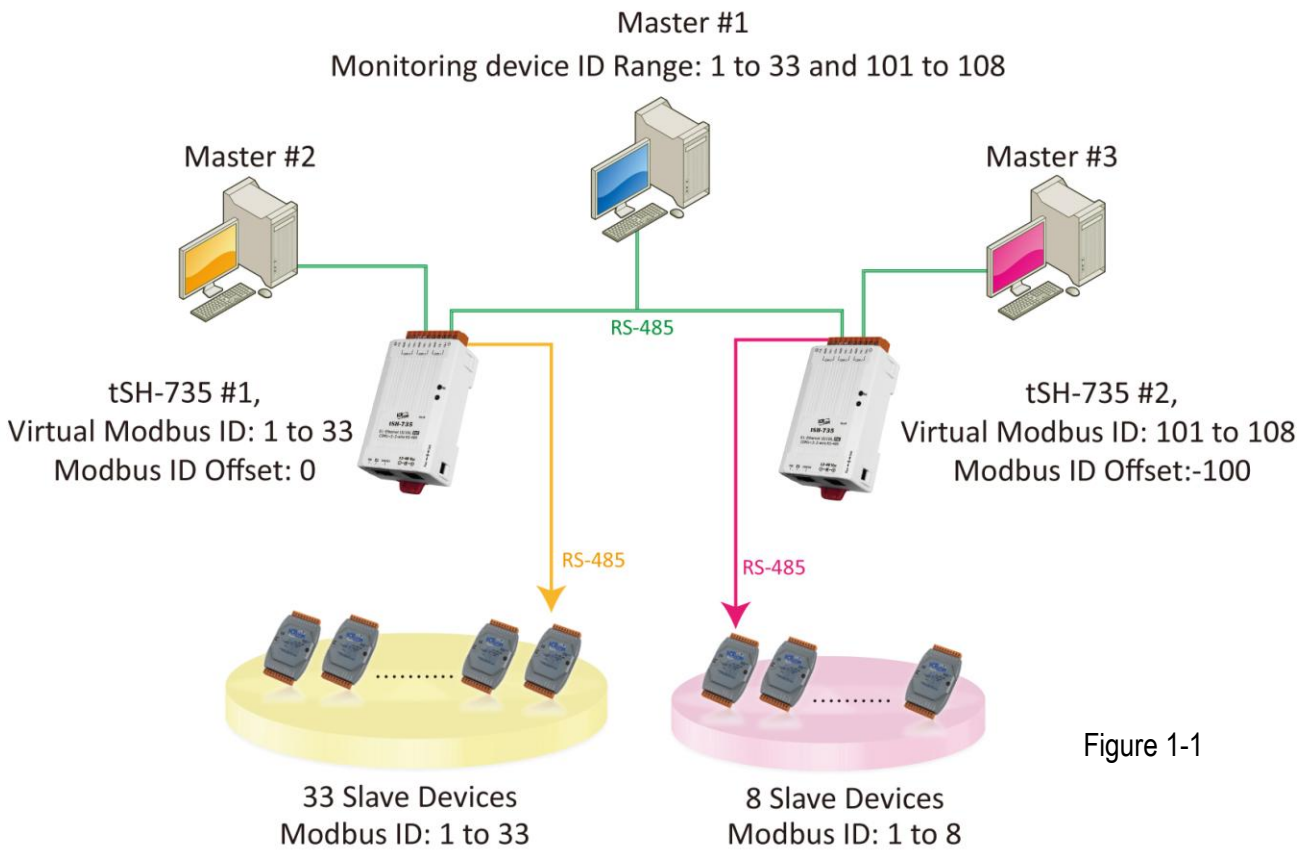 Master #1
Monitoring device ID Range: 1 to 33 and 101 to 108
Master #2
Master #3
RS-485
tSH-735 #1,
Virtual Modbus ID: 1 to 33
Modbus ID Offset: 0
tSH-735 #2,
Virtual Modbus ID: 101 to 108
Modbus ID Offset:-100
RS-485
RS-485
..........
..........
Figure 1-1
33 Slave Devices
Modbus ID: 1 to 33
8 Slave Devices
Modbus ID: 1 to 8